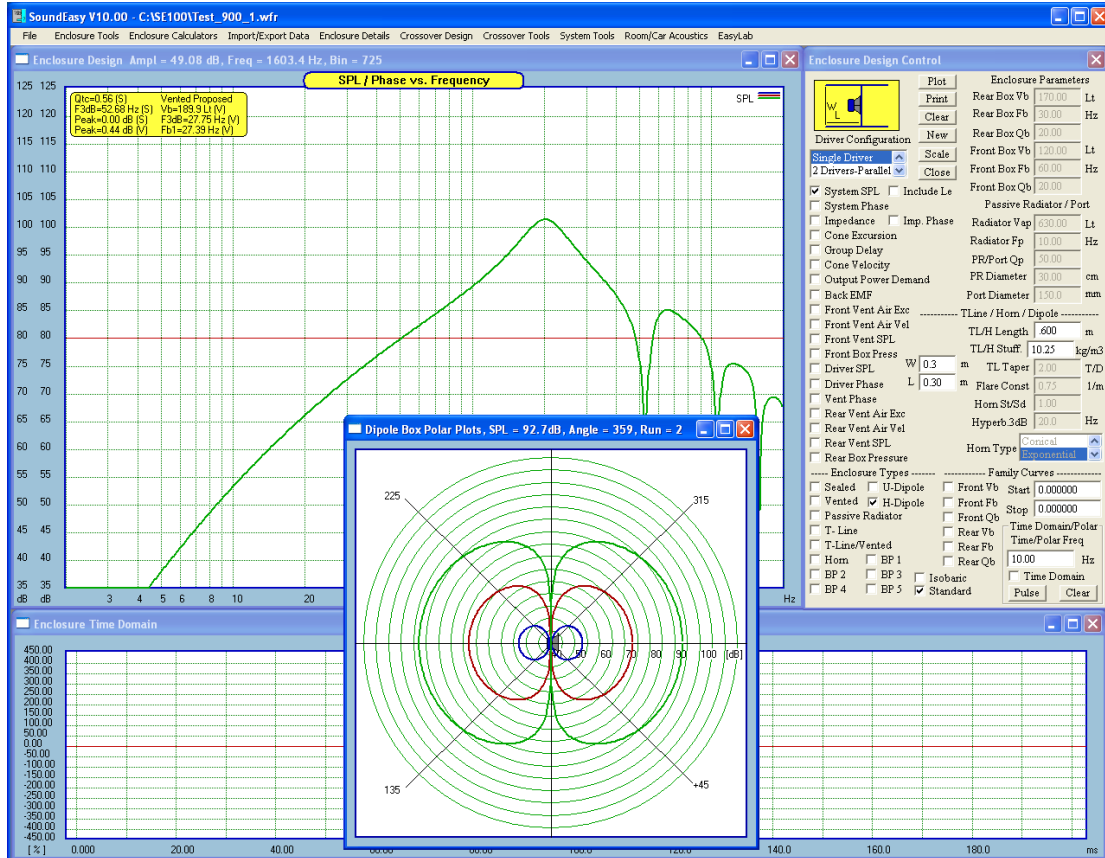 SoundEasy V10.00 - C:\SE100\Test_900_1.wfr
File Enclosure Tools Enclosure Calculators Import/Export Data Enclosure Details Crossover Design Crossover Tools System Tools Room/Car Acoustics EasyLab
Enclosure Design Ampl = 49.08 dB, Freq = 1603.4 Hz, Bin = 725
SPL / Phase vs. Frequency
Qtc=0.56 (S) Vented Proposed
F3dB=52.68 Hz (S) Vb=189.9 Lt (V)
Peak=0.00 dB (S) F3dB=27.75 Hz (V)
Peak=0.44 dB (V) Fb1=27.39 Hz (V)
SPL
125 125
120 120
115 115
110 110
105 105
100 100
95 95
90 90
85 85
80 80
75 75
70 70
65 65
60 60
55 55
50 50
45 45
40 40
35 35
dB dB 3 4 5 6 8 10 20 Hz
Enclosure Design Control
W L
Driver Configuration
Single Driver
2 Drivers-Parallel
Plot
Print
Clear
New
Scale
Close
Enclosure Parameters
Rear Box Vb 170.00 Lt
Rear Box Fb 30.00 Hz
Rear Box Qb 20.00
Front Box Vb 120.00 Lt
Front Box Fb 60.00 Hz
Front Box Qb 20.00
System SPL Include Le
System Phase
Impedance Imp. Phase
Cone Excursion
Group Delay
Cone Velocity
Output Power Demand
Back EMF
Front Vent Air Exc
Front Vent Air Vel
Front Vent SPL
Front Box Press
Driver SPL
Driver Phase
Vent Phase
Rear Vent Air Exc
Rear Vent Air Vel
Rear Vent SPL
Rear Box Pressure
W 0.3 m
L 0.30 m
Passive Radiator / Port
Radiator Vap 630.00 Lt
Radiator Fp 10.00 Hz
PR/Port Qp 50.00
PR Diameter 30.00 cm
Port Diameter 150.0 mm
---------- TLine / Horn / Dipole ----------
TL/H Length .600 m
TL/H Stuff. 10.25 kg/m3
TL Taper 2.00 T/D
Flare Const 0.75 1/m
Horn St/Sd 1.00
Hyperb.3dB 20.0 Hz
Horn Type Conical
Exponential
---- Enclosure Types -------
Sealed U-Dipole
Vented H-Dipole
Passive Radiator
T- Line
T-Line/Vented
Horn BP 1
BP 2 BP 3 Isobaric
BP 4 BP 5 Standard
---------- Family Curves ----------
Front Vb Start 0.000000
Front Fb Stop 0.000000
Front Qb
Rear Vb
Rear Fb
Rear Qb
Time Domain/Polar
Time/Polar Freq
10.00 Hz
Time Domain
Pulse Clear
Dipole Box Polar Plots, SPL = 92.7dB, Angle = 359, Run = 2
225 315
40 50 60 70 80 90 100 [dB]
135 +45
Enclosure Time Domain
450.00
400.00
350.00
300.00
250.00
200.00
150.00
100.00
50.00
0.00
-50.00
-100.00
-150.00
-200.00
-250.00
-300.00
-350.00
-400.00
-450.00
[ % ] 0.000 20.00 40.00 60.00 80.00 100.0 120.0 140.0 160.0 180.0 ms